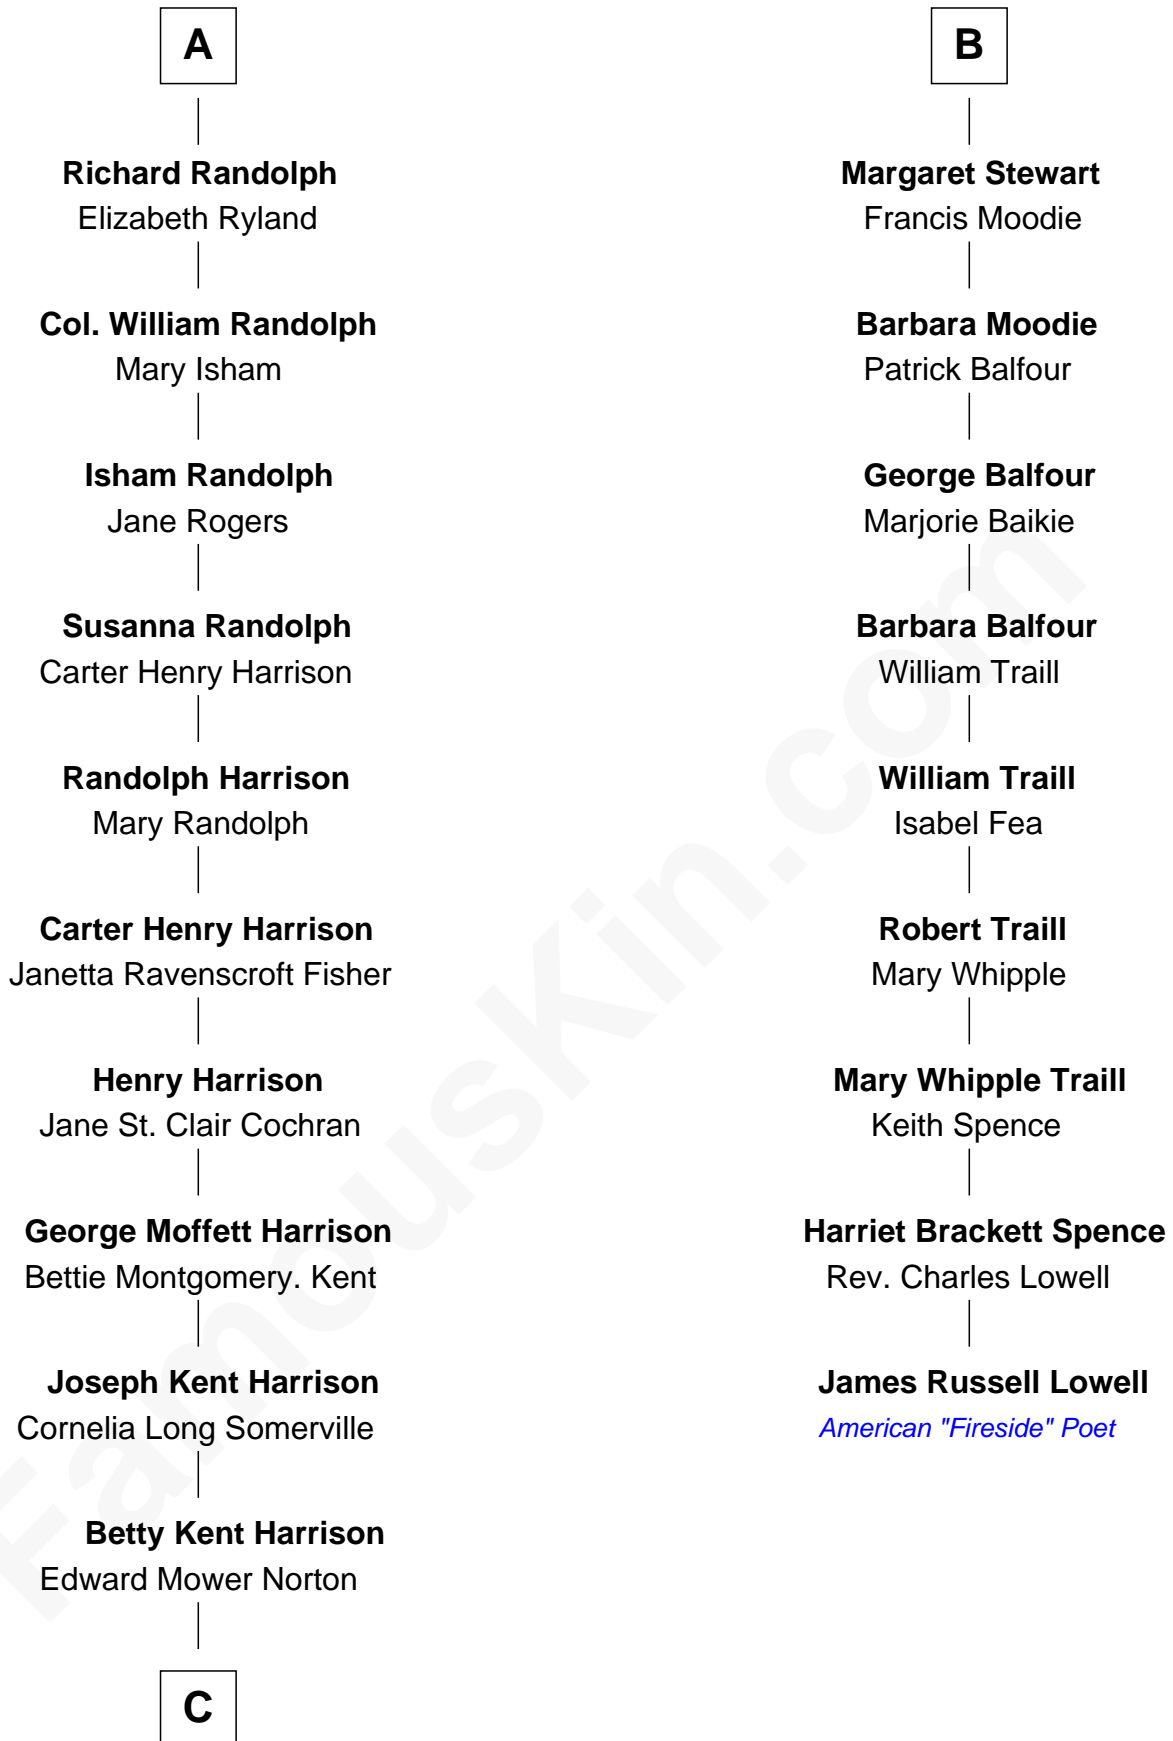 A
Richard Randolph
Elizabeth Ryland
Col. William Randolph
Mary Isham
Isham Randolph
Jane Rogers
Susanna Randolph
Carter Henry Harrison
Randolph Harrison
Mary Randolph
Carter Henry Harrison
Janetta Ravenscroft Fisher
Henry Harrison
Jane St. Clair Cochran
George Moffett Harrison
Bettie Montgomery. Kent
Joseph Kent Harrison
Cornelia Long Somerville
Betty Kent Harrison
Edward Mower Norton
C
B
Margaret Stewart
Francis Moodie
Barbara Moodie
Patrick Balfour
George Balfour
Marjorie Baikie
Barbara Balfour
William Traill
William Traill
Isabel Fea
Robert Traill
Mary Whipple
Mary Whipple Traill
Keith Spence
Harriet Brackett Spence
Rev. Charles Lowell
James Russell Lowell
American "Fireside" Poet
FamousKin.com